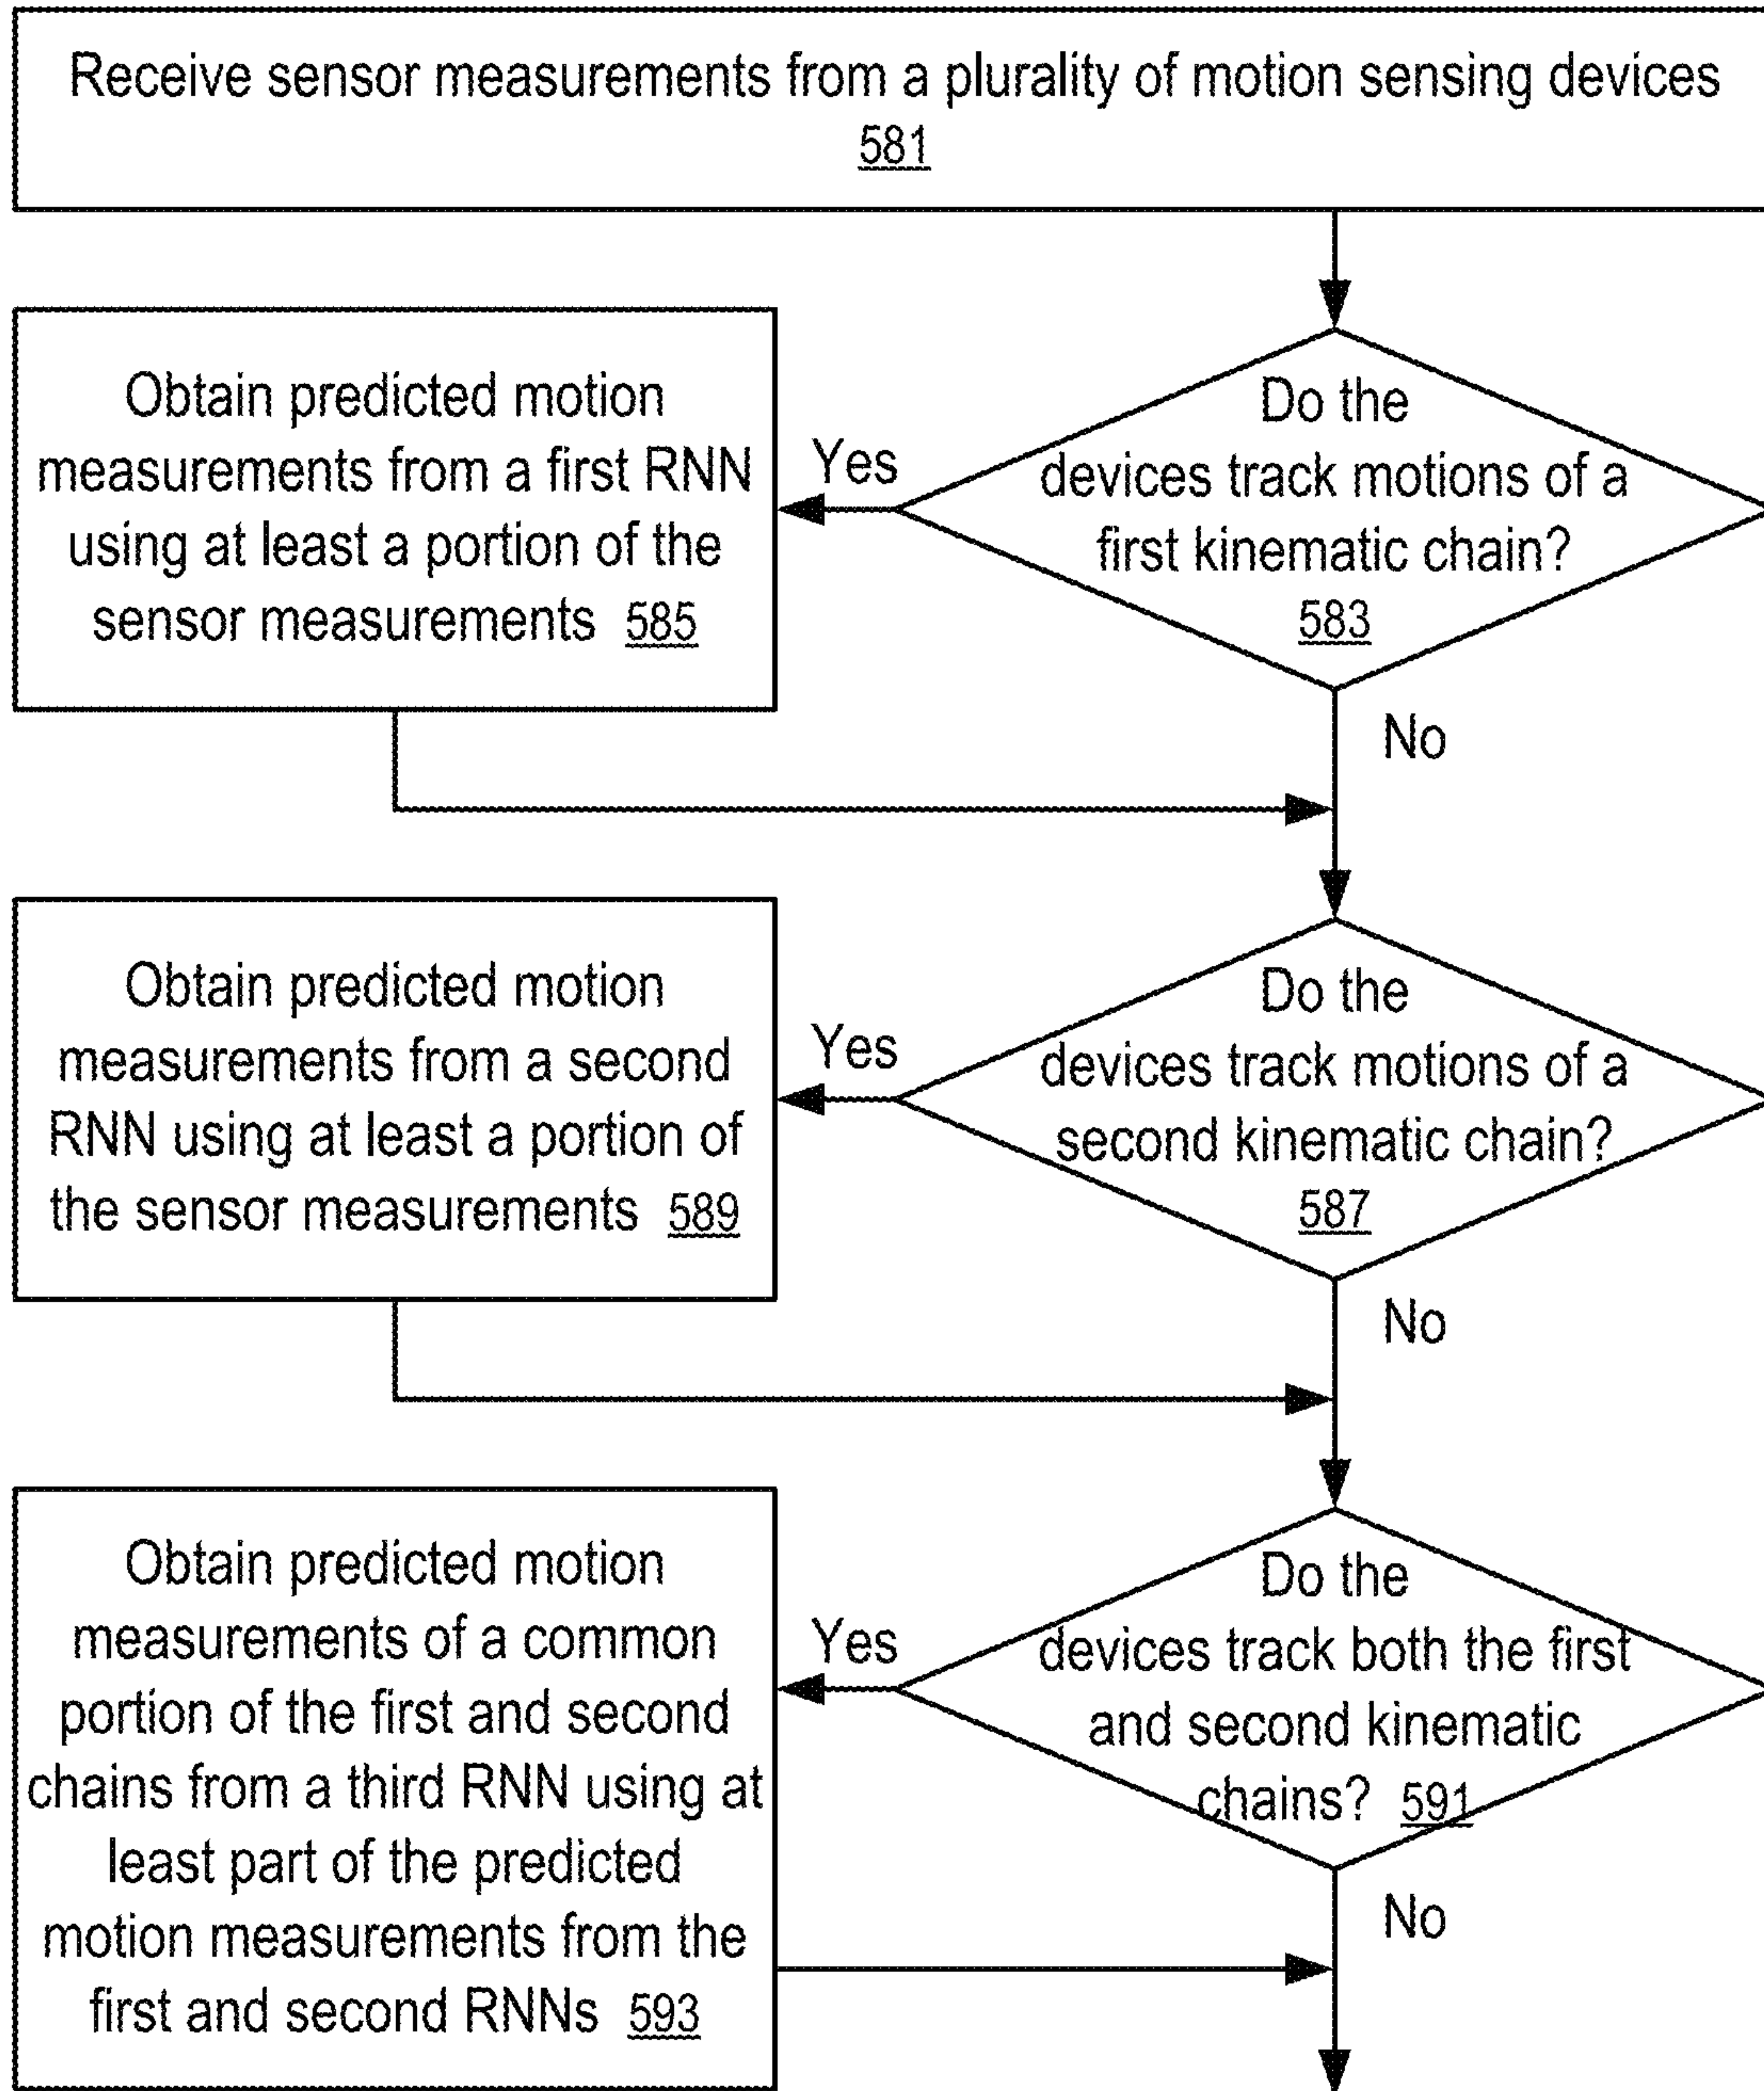 Receive sensor measurements from a plurality of motion sensing devices
581
Do the
devices track motions of a
first kinematic chain?
583
Yes
Obtain predicted motion
measurements from a first RNN
using at least a portion of the
sensor measurements 585
No
Do the
devices track motions of a
second kinematic chain?
587
Yes
Obtain predicted motion
measurements from a second
RNN using at least a portion of
the sensor measurements 589
No
Do the
devices track both the first
and second kinematic
chains? 591
Yes
Obtain predicted motion
measurements of a common
portion of the first and second
chains from a third RNN using at
least part of the predicted
motion measurements from the
first and second RNNs 593
No